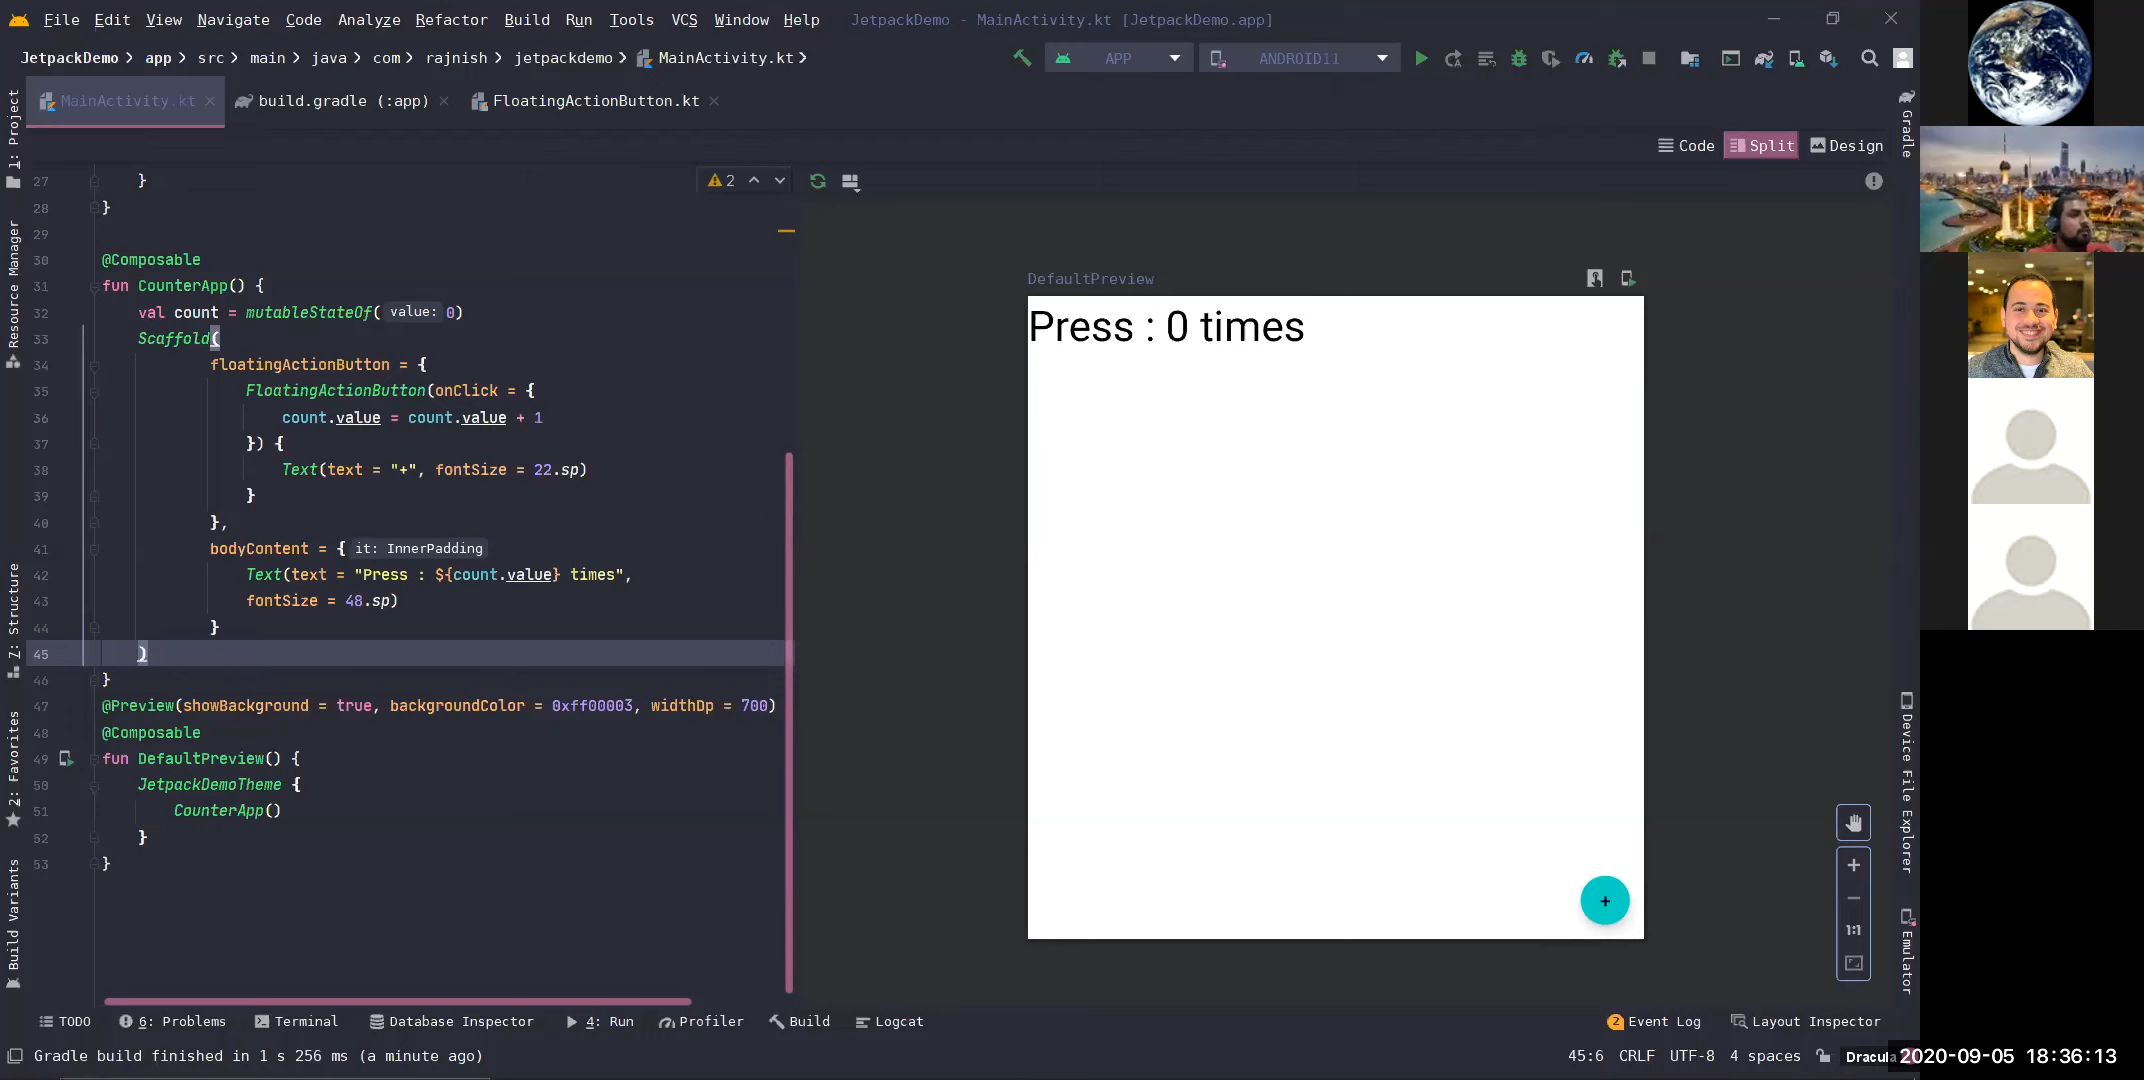 File Edit View Navigate Code Analyze Refactor Build Run Tools VCS Window Help JetpackDemo - MainActivity.kt [JetpackDemo.app]
JetpackDemo app src main java com rajnish jetpackdemo MainActivity.kt APP ANDROID11
MainActivity.kt build.gradle (:app) FloatingActionButton.kt
Code Split Design
1: Project
Resource Manager
Z: Structure
2: Favorites
Build Variants
Gradle
Device File Explorer
Emulator
2
27 }
28 }
29
30 @Composable
31 fun CounterApp() {
32 val count = mutableStateOf( value: 0)
33 Scaffold(
34 floatingActionButton = {
35 FloatingActionButton(onClick = {
36 count.value = count.value + 1
37 }) {
38 Text(text = "+", fontSize = 22.sp)
39 }
40 },
41 bodyContent = { it: InnerPadding
42 Text(text = "Press : ${count.value} times",
43 fontSize = 48.sp)
44 }
45 )
46 }
47 @Preview(showBackground = true, backgroundColor = 0xff00003, widthDp = 700)
48 @Composable
49 fun DefaultPreview() {
50 JetpackDemoTheme {
51 CounterApp()
52 }
53 }
DefaultPreview
Press : 0 times
+
1:1
TODO 6: Problems Terminal Database Inspector 4: Run Profiler Build Logcat 2 Event Log Layout Inspector
Gradle build finished in 1 s 256 ms (a minute ago) 45:6 CRLF UTF-8 4 spaces Dracula 2020-09-05 18:36:13